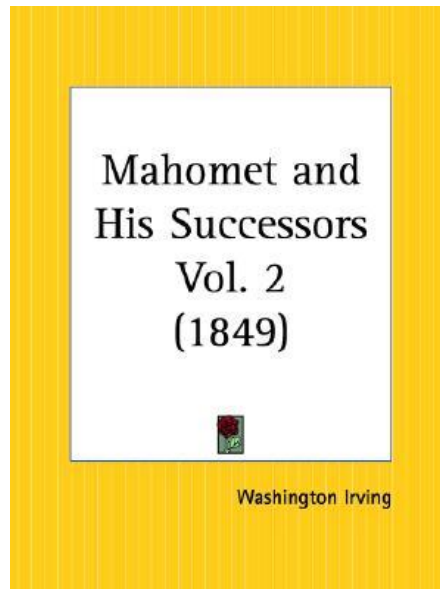 Mahomet and
His Successors
Vol. 2
(1849)
Washington Irving